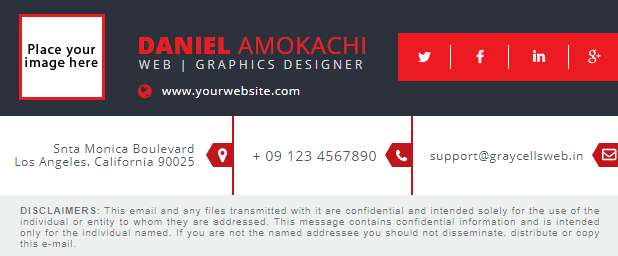 Place your
image here
DANIEL AMOKACHI
WEB | GRAPHICS DESIGNER
www.yourwebsite.com
Snta Monica Boulevard
Los Angeles. California 90025
+ 09 123 4567890
support@graycellsweb.in
DISCLAIMERS: This email and any files transmitted with it are confidential and intended solely for the use of the
individual or entity to whom they are addressed. This message contains confidential information and is intended
only for the individual named. If you are not the named addressee you should not disseminate, distribute or copy
this e-mail.